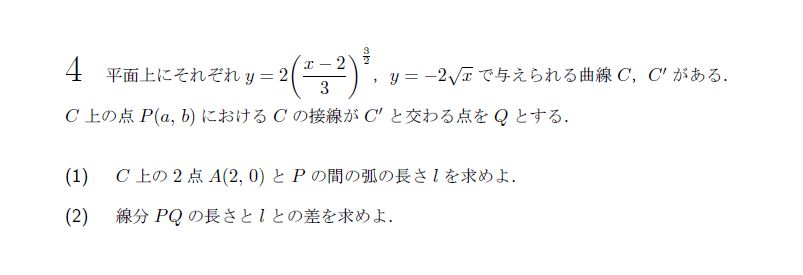 4 平面上にそれぞれ $y = 2\left(\dfrac{x-2}{3}\right)^{\frac{3}{2}}$, $y = -2\sqrt{x}$ で与えられる曲線 $C$, $C'$ がある.
$C$ 上の点 $P(a, b)$ における $C$ の接線が $C'$ と交わる点を $Q$ とする.
(1) $C$ 上の 2 点 $A(2, 0)$ と $P$ の間の弧の長さ $l$ を求めよ.
(2) 線分 $PQ$ の長さと $l$ との差を求めよ.